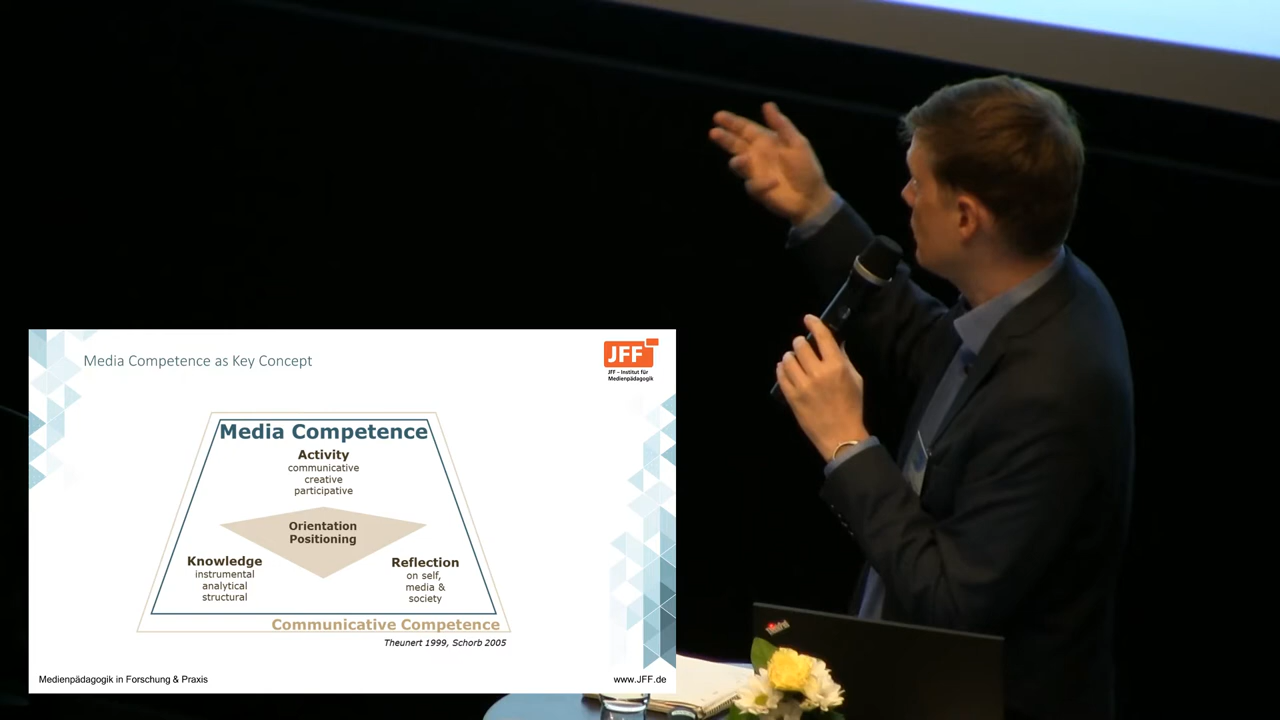 Media Competence as Key Concept
JFF
JFF – Institut für
Medienpädagogik
Media Competence
Activity
communicative
creative
participative
Orientation
Positioning
Knowledge
instrumental
analytical
structural
Reflection
on self,
media &
society
Communicative Competence
Theunert 1999, Schorb 2005
Medienpädagogik in Forschung & Praxis
www.JFF.de
ThinkPad